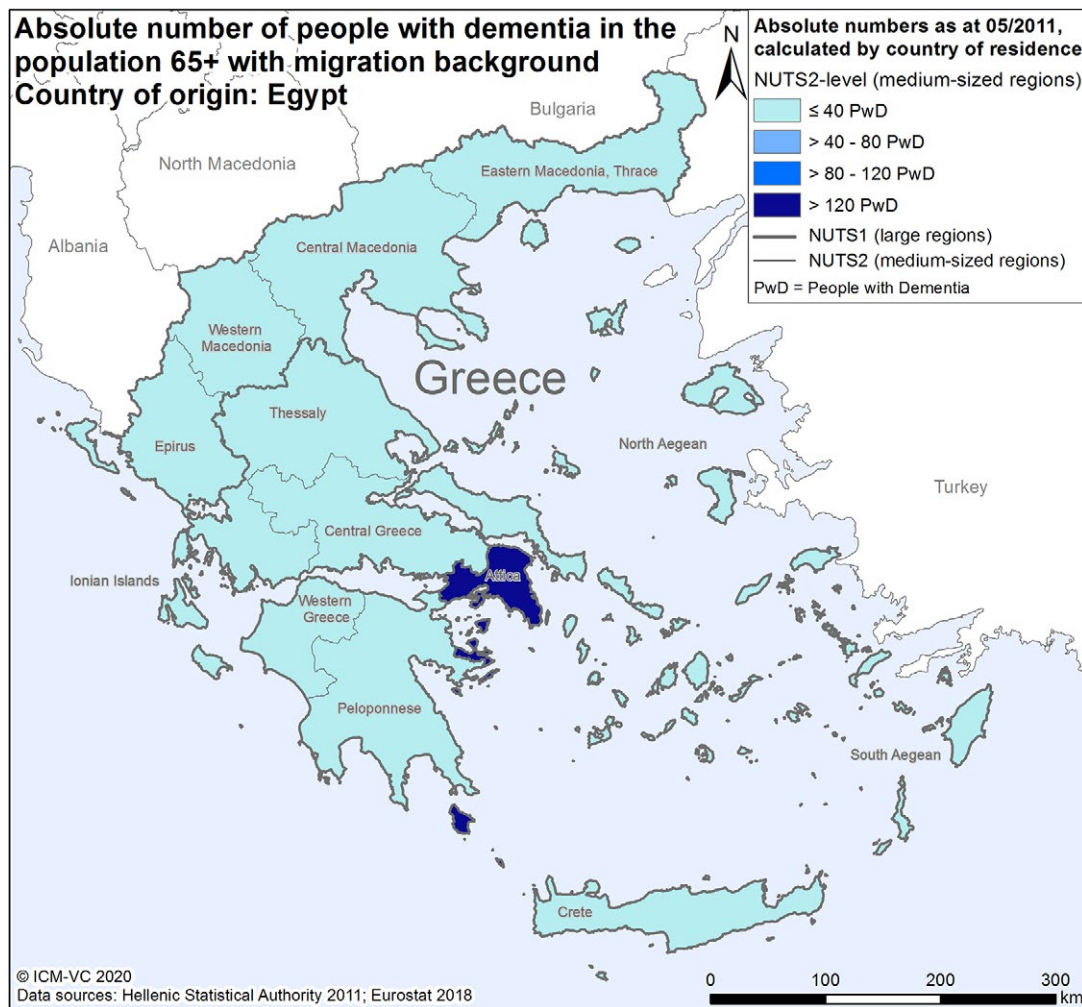 Absolute number of people with dementia in the
population 65+ with migration background
Country of origin: Egypt
N
Absolute numbers as at 05/2011,
calculated by country of residence
NUTS2-level (medium-sized regions)
≤ 40 PwD
> 40 - 80 PwD
> 80 - 120 PwD
> 120 PwD
NUTS1 (large regions)
NUTS2 (medium-sized regions)
PwD = People with Dementia
Bulgaria
North Macedonia
Eastern Macedonia, Thrace
Albania
Central Macedonia
Western
Macedonia
Greece
Thessaly
Epirus
North Aegean
Turkey
Central Greece
Ionian Islands
Attica
Western
Greece
Peloponnese
South Aegean
Crete
© ICM-VC 2020
Data sources: Hellenic Statistical Authority 2011; Eurostat 2018
0 100 200 300
km